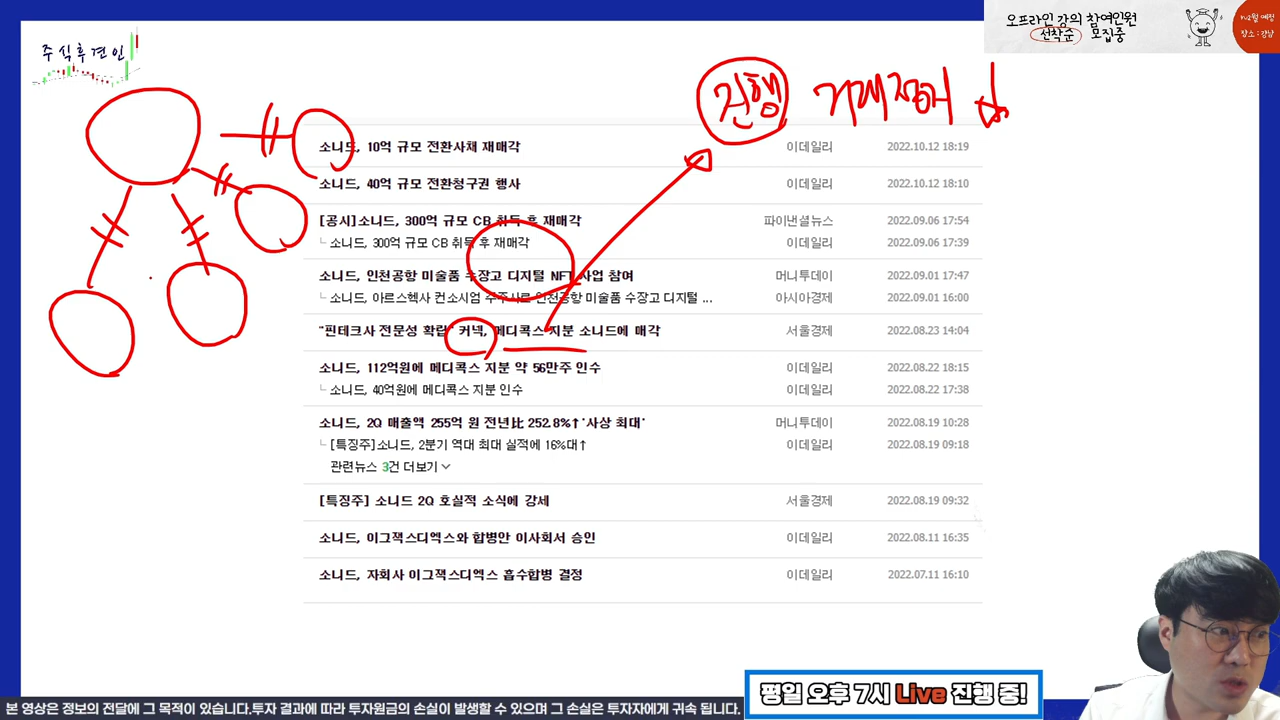 주식후견인
오프라인 강의 참여인원
선착순 모집중
장소 : 강남
진행 거래정지
소니드, 10억 규모 전환사채 재매각 이데일리 2022.10.12 18:19
소니드, 40억 규모 전환청구권 행사 이데일리 2022.10.12 18:10
[공시]소니드, 300억 규모 CB 취득 후 재매각 파이낸셜뉴스 2022.09.06 17:54
소니드, 300억 규모 CB 취득 후 재매각 이데일리 2022.09.06 17:39
소니드, 인천공항 미술품 수장고 디지털 NFT 사업 참여 머니투데이 2022.09.01 17:47
소니드, 아르스헥사 컨소시엄 주주사로 인천공항 미술품 수장고 디지털 ... 아시아경제 2022.09.01 16:00
"핀테크사 전문성 확립" 커넥, 메디콕스 지분 소니드에 매각 서울경제 2022.08.23 14:04
소니드, 112억원에 메디콕스 지분 약 56만주 인수 이데일리 2022.08.22 18:15
소니드, 40억원에 메디콕스 지분 인수 이데일리 2022.08.22 17:38
소니드, 2Q 매출액 255억 원 전년比 252.8%↑'사상 최대' 머니투데이 2022.08.19 10:28
[특징주]소니드, 2분기 역대 최대 실적에 16%대↑ 이데일리 2022.08.19 09:18
관련뉴스 3건 더보기
[특징주] 소니드 2Q 호실적 소식에 강세 서울경제 2022.08.19 09:32
소니드, 이그잭스디엑스와 합병안 이사회서 승인 이데일리 2022.08.11 16:35
소니드, 자회사 이그잭스디엑스 흡수합병 결정 이데일리 2022.07.11 16:10
평일 오후 7시 Live 진행 중!
본 영상은 정보의 전달에 그 목적이 있습니다.투자 결과에 따라 투자원금의 손실이 발생할 수 있으며 그 손실은 투자자에게 귀속 됩니다.